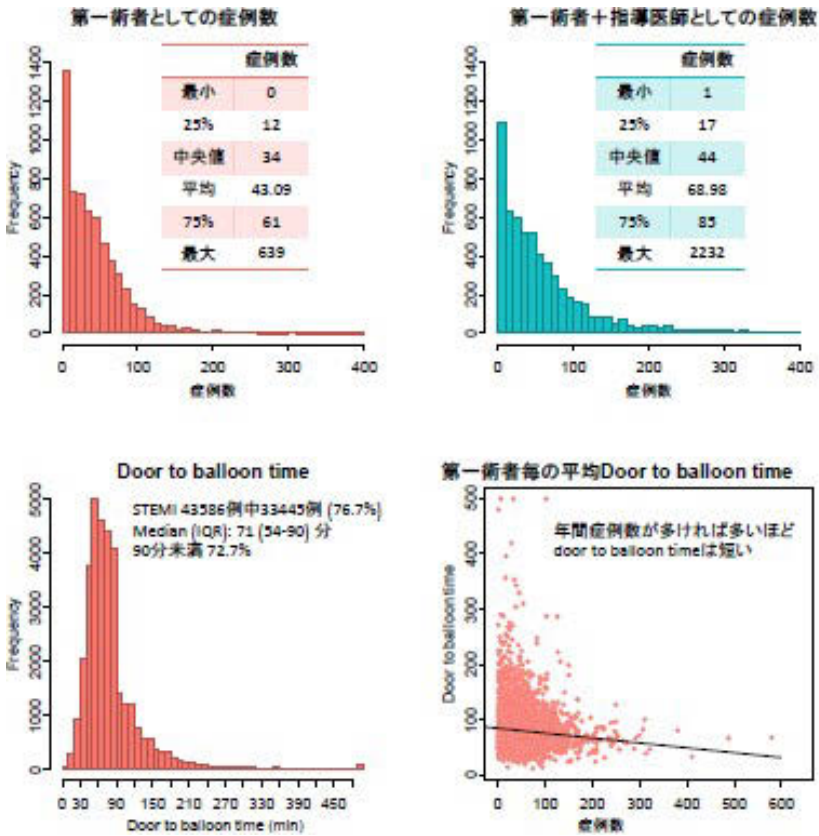 第一術者としての症例数
症例数
最小 0
25% 12
中央値 34
平均 43.09
75% 61
最大 639
Frequency
0 200 400 600 800 1000 1200 1400
0 100 200 300 400
症例数
第一術者＋指導医師としての症例数
症例数
最小 1
25% 17
中央値 44
平均 68.98
75% 85
最大 2232
Frequency
0 200 400 600 800 1000 1200 1400
0 100 200 300 400
症例数
Door to balloon time
STEMI 43586例中33445例 (76.7%)
Median (IQR): 71 (54-90) 分
90分未満 72.7%
Frequency
0 1000 2000 3000 4000 5000
0 30 90 150 210 270 330 390 450
Door to balloon time (min)
第一術者毎の平均Door to balloon time
年間症例数が多ければ多いほど
door to balloon timeは短い
Door to balloon time
0 100 200 300 400 500
0 100 200 300 400 500 600
症例数